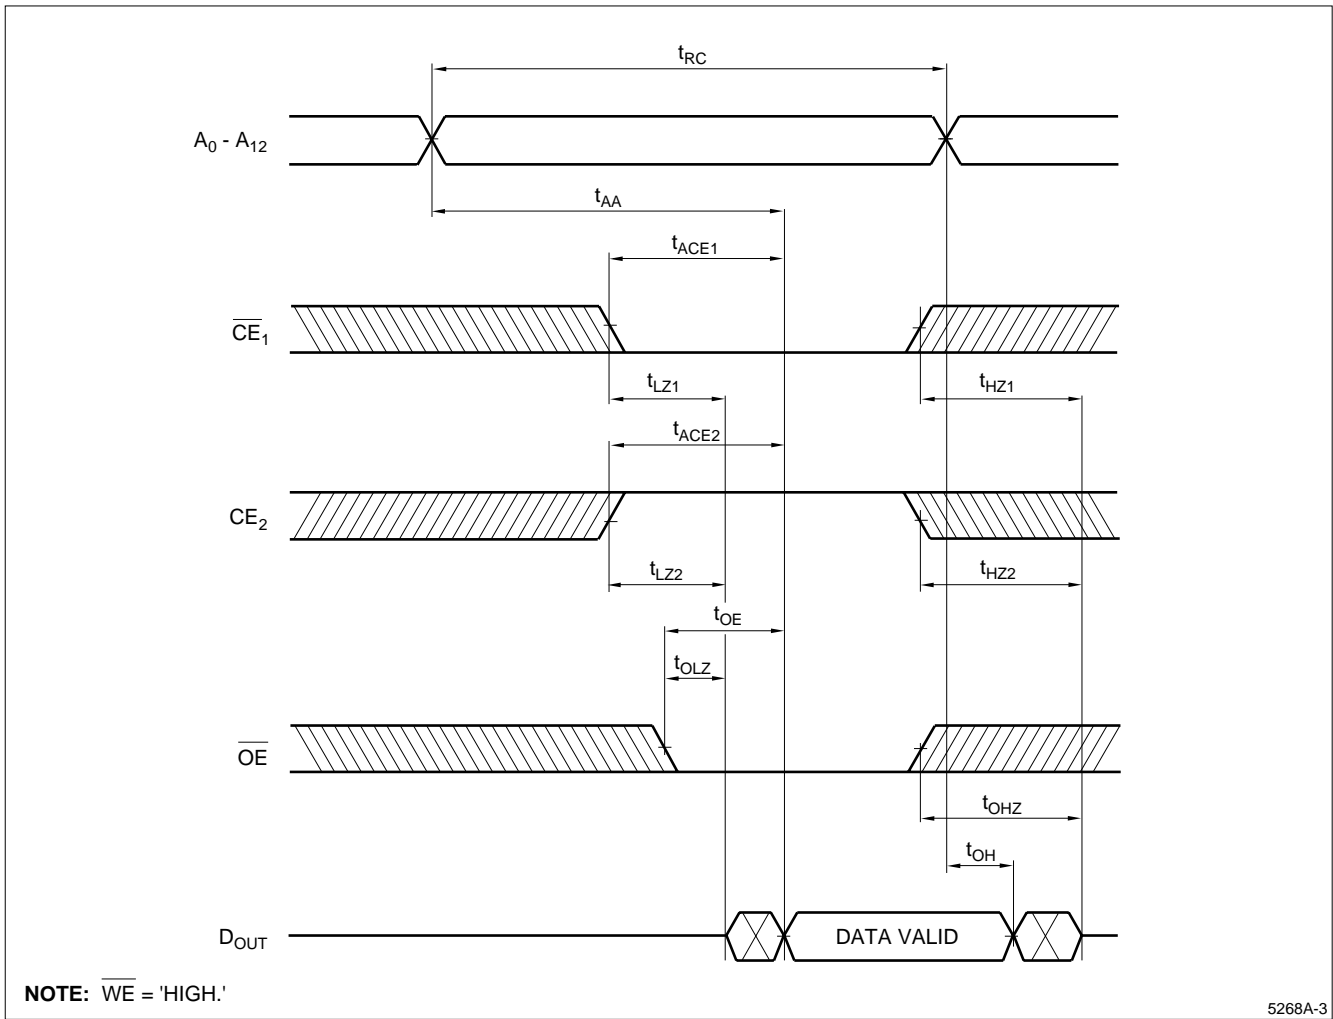 tRC
A0 - A12
tAA
tACE1
CE1
tLZ1
tHZ1
tACE2
CE2
tLZ2
tHZ2
tOE
tOLZ
OE
tOHZ
tOH
DOUT
DATA VALID
NOTE: WE = 'HIGH.'
5268A-3